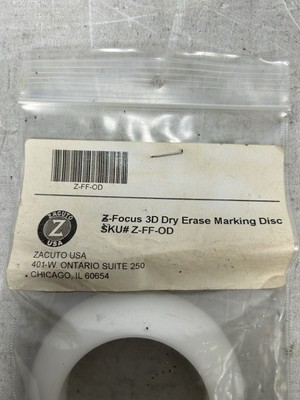 Z-FF-OD
Z-Focus 3D Dry Erase Marking Disc
SKU# Z-FF-OD
ZACUTO
Z
USA
ZACUTO USA
401-W. ONTARIO SUITE 250
CHICAGO, IL 60654